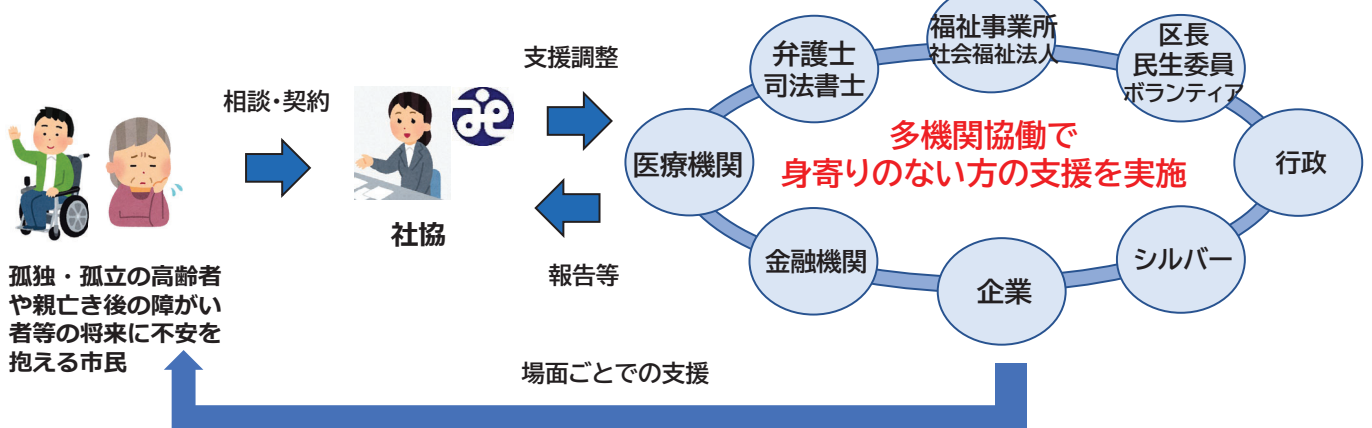 相談・契約
孤独・孤立の高齢者
や親亡き後の障がい
者等の将来に不安を
抱える市民
社協
支援調整
報告等
医療機関
弁護士
司法書士
福祉事業所
社会福祉法人
区長
民生委員
ボランティア
行政
シルバー
企業
金融機関
多機関協働で
身寄りのない方の支援を実施
場面ごとでの支援